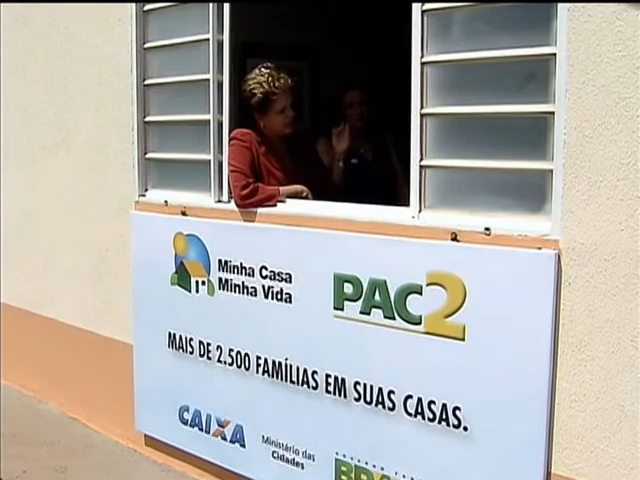 Minha Casa
Minha Vida
PAC2
MAIS DE 2.500 FAMÍLIAS EM SUAS CASAS.
CAIXA
Ministério das
Cidades